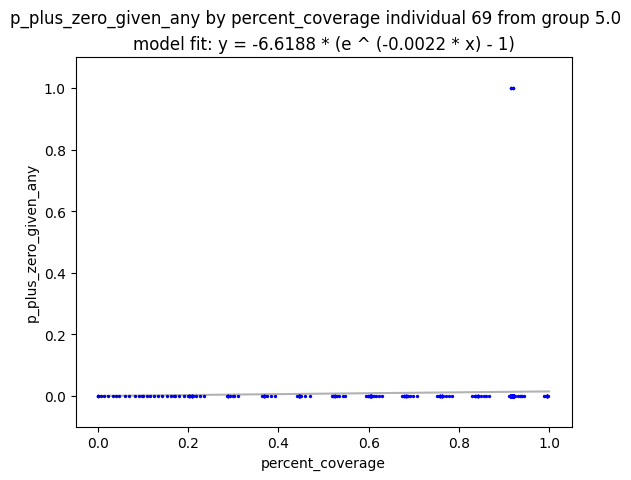 p_plus_zero_given_any by percent_coverage individual 69 from group 5.0
model fit: y = -6.6188 * (e ^ (-0.0022 * x) - 1)
1.0
0.8
0.6
0.4
0.2
0.0
p_plus_zero_given_any
0.0 0.2 0.4 0.6 0.8 1.0
percent_coverage